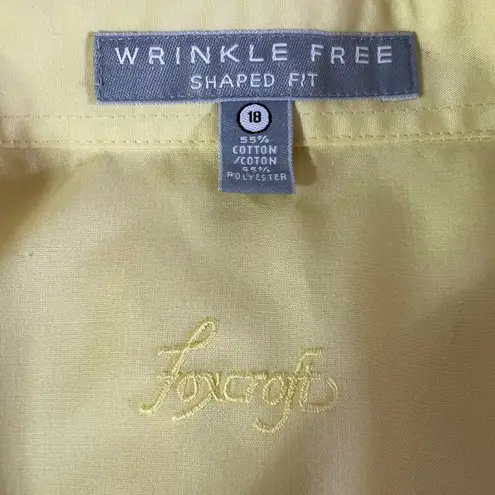 WRINKLE FREE
SHAPED FIT
18
55%
COTTON
/COTON
45%
POLYESTER
Foxcroft